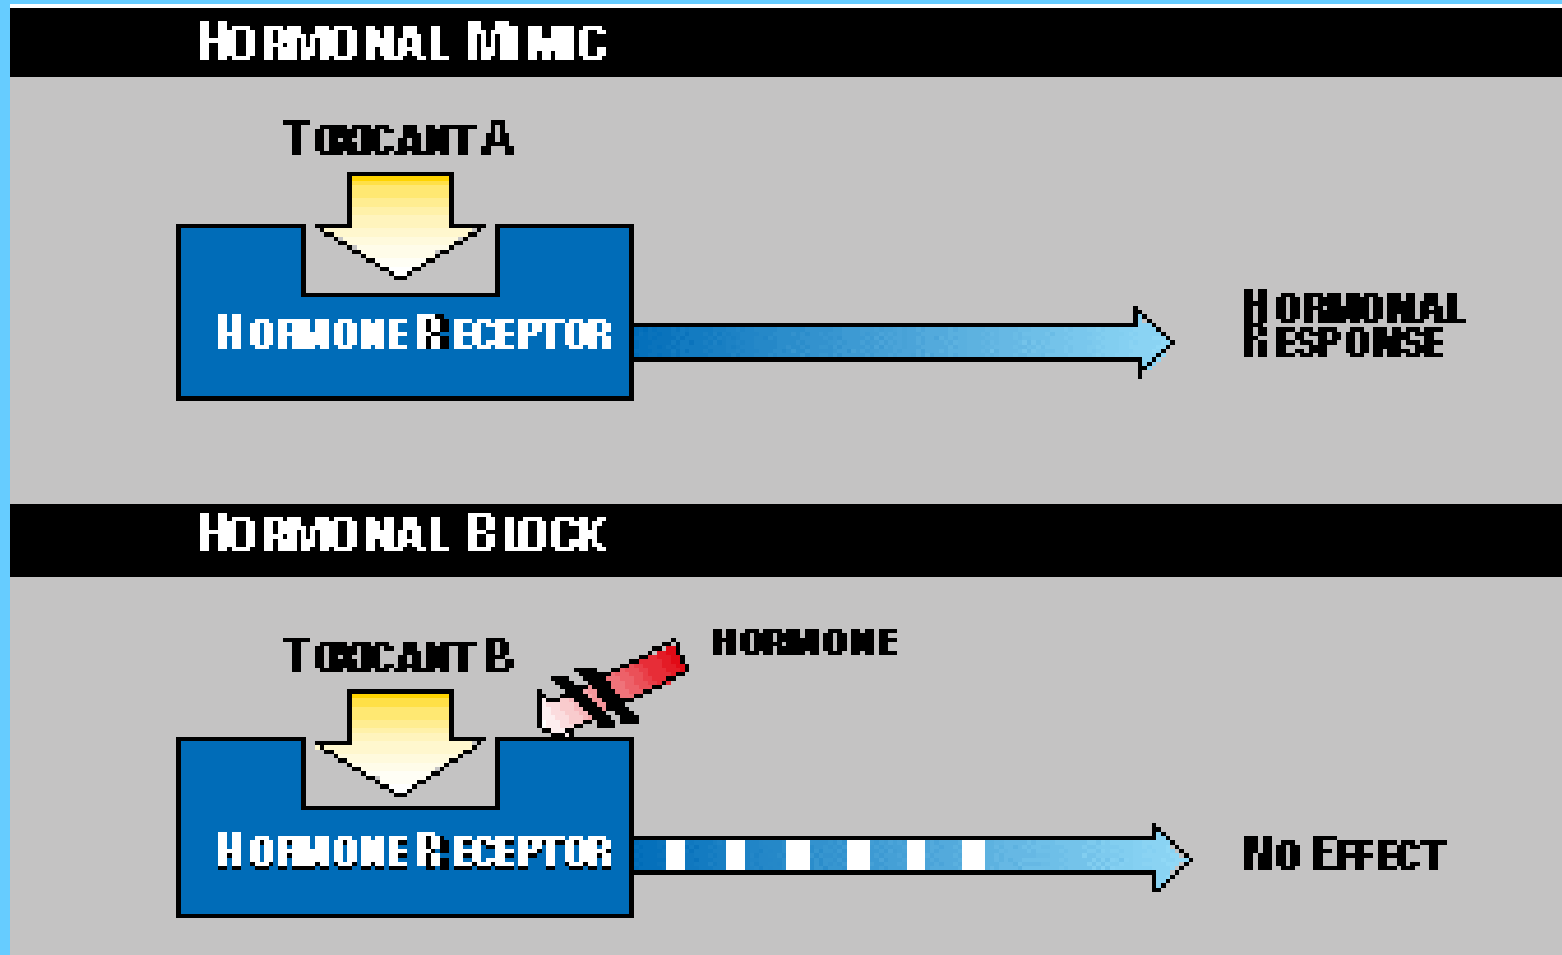 HORMONAL MIMIC
TOXICANT A
HORMONE RECEPTOR
HORMONAL
RESPONSE
HORMONAL BLOCK
TOXICANT B
HORMONE
HORMONE RECEPTOR
NO EFFECT